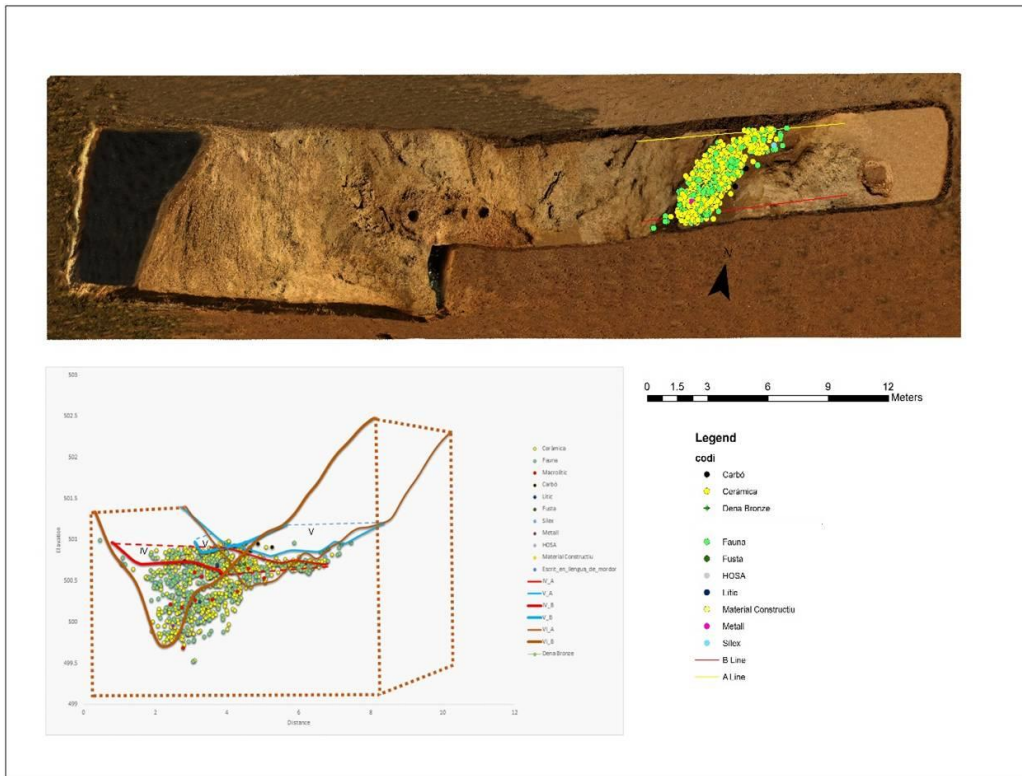 N
0 1.5 3 6 9 12
Meters
Legend
codi
Carbó
Ceràmica
Dena Bronze
Fauna
Fusta
HOSA
Lític
Material Constructiu
Metall
Sílex
B Line
A Line
503
502.5
502
501.5
501
500.5
500
499.5
499
Elevation
0 2 4 6 8 10 12
Distance
IV
V
V
Ceràmica
Fauna
Macrolític
Carbó
Lític
Fusta
Sílex
Metall
HOSA
Material Constructiu
IV_A
V_A
IV_B
V_B
VI_A
VI_B
Dena Bronze